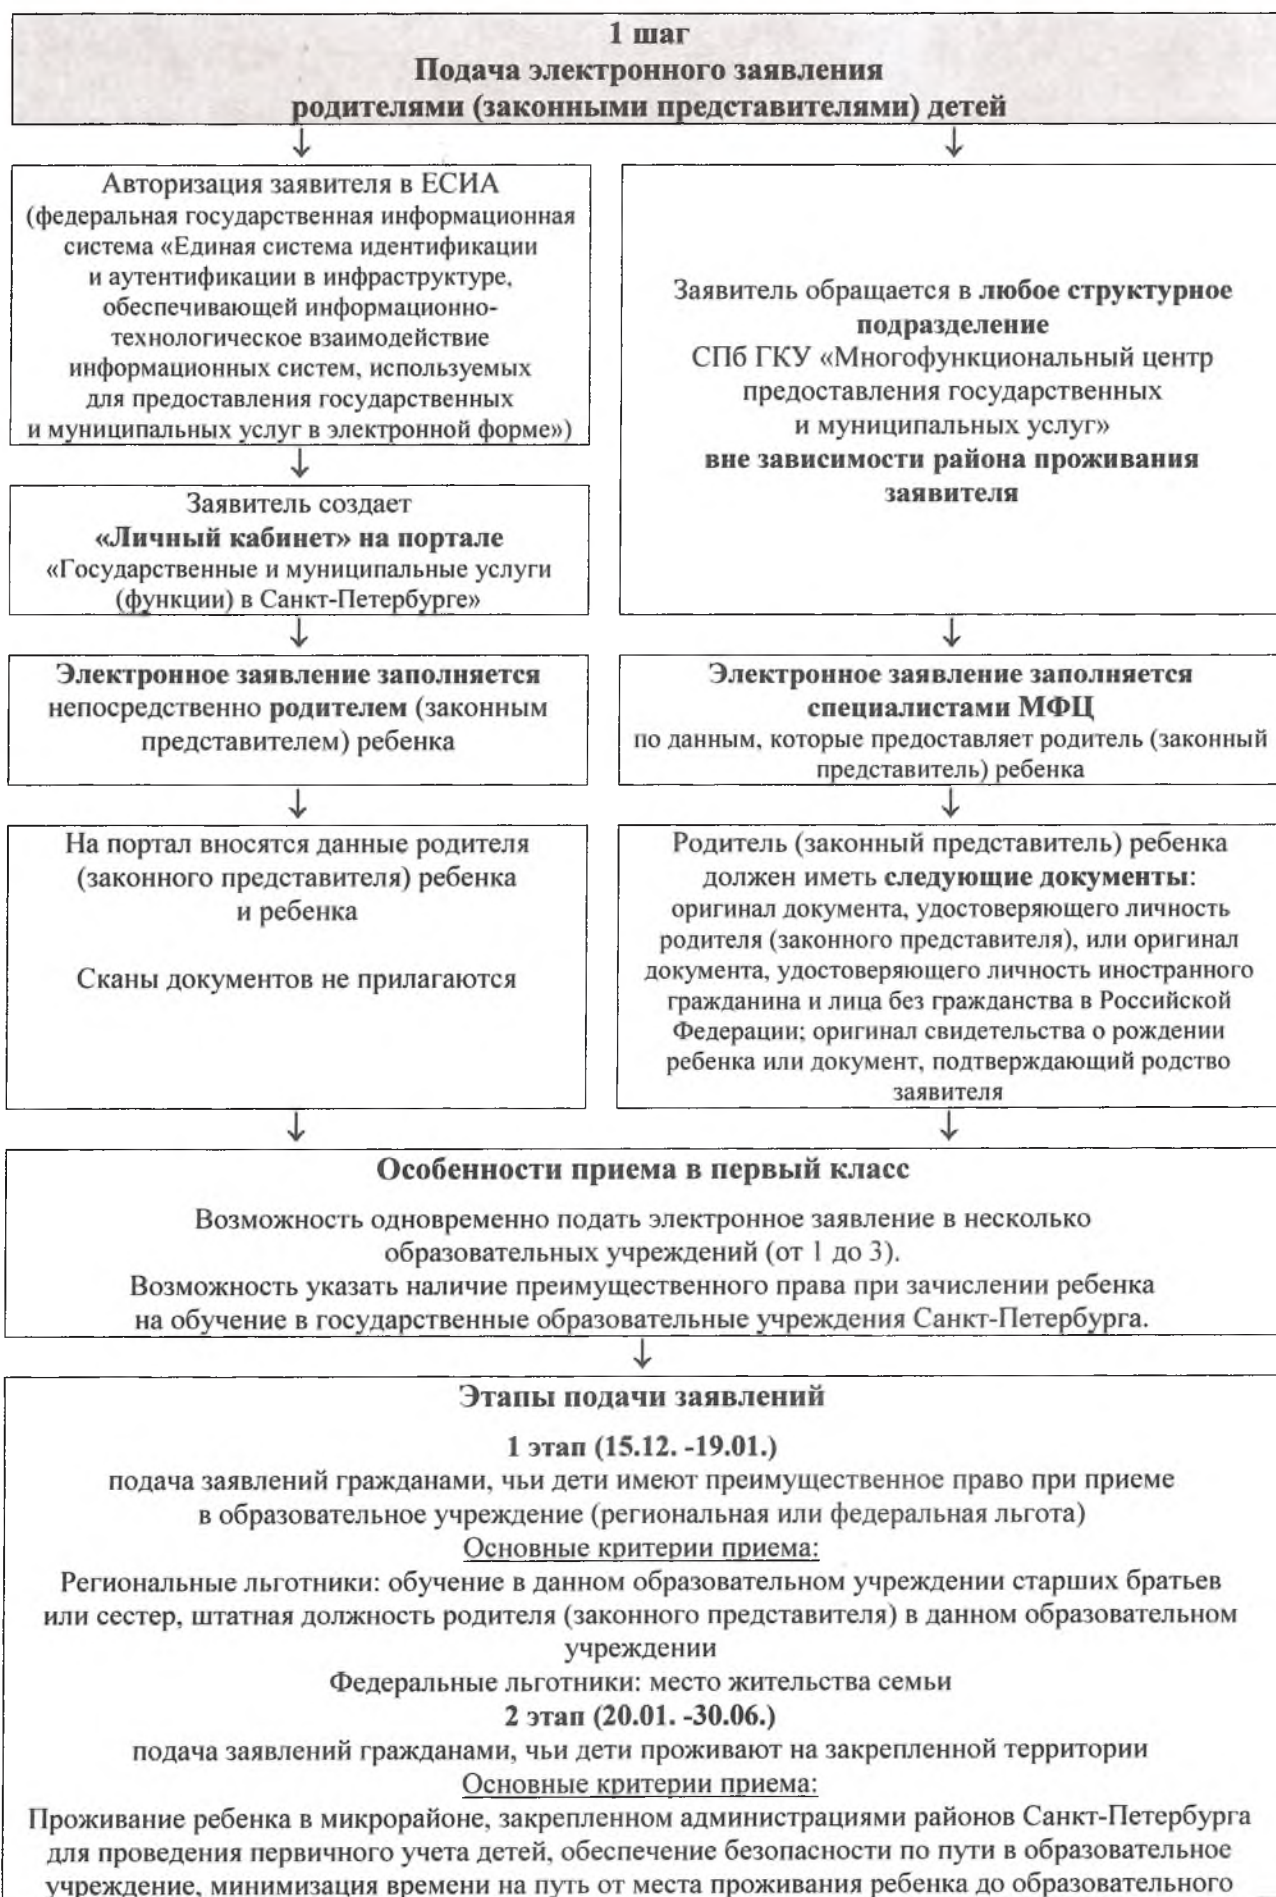 1 шаг
Подача электронного заявления
родителями (законными представителями) детей
Авторизация заявителя в ЕСИА
(федеральная государственная информационная
система «Единая система идентификации
и аутентификации в инфраструктуре,
обеспечивающей информационно-
технологическое взаимодействие
информационных систем, используемых
для предоставления государственных
и муниципальных услуг в электронной форме»)
Заявитель создает
«Личный кабинет» на портале
«Государственные и муниципальные услуги
(функции) в Санкт-Петербурге»
Электронное заявление заполняется
непосредственно родителем (законным
представителем) ребенка
На портал вносятся данные родителя
(законного представителя) ребенка
и ребенка
Сканы документов не прилагаются
Заявитель обращается в любое структурное
подразделение
СПб ГКУ «Многофункциональный центр
предоставления государственных
и муниципальных услуг»
вне зависимости района проживания
заявителя
Электронное заявление заполняется
специалистами МФЦ
по данным, которые предоставляет родитель (законный
представитель) ребенка
Родитель (законный представитель) ребенка
должен иметь следующие документы:
оригинал документа, удостоверяющего личность
родителя (законного представителя), или оригинал
документа, удостоверяющего личность иностранного
гражданина и лица без гражданства в Российской
Федерации; оригинал свидетельства о рождении
ребенка или документ, подтверждающий родство
заявителя
Особенности приема в первый класс
Возможность одновременно подать электронное заявление в несколько
образовательных учреждений (от 1 до 3).
Возможность указать наличие преимущественного права при зачислении ребенка
на обучение в государственные образовательные учреждения Санкт-Петербурга.
Этапы подачи заявлений
1 этап (15.12. -19.01.)
подача заявлений гражданами, чьи дети имеют преимущественное право при приеме
в образовательное учреждение (региональная или федеральная льгота)
Основные критерии приема:
Региональные льготники: обучение в данном образовательном учреждении старших братьев
или сестер, штатная должность родителя (законного представителя) в данном образовательном
учреждении
Федеральные льготники: место жительства семьи
2 этап (20.01. -30.06.)
подача заявлений гражданами, чьи дети проживают на закрепленной территории
Основные критерии приема:
Проживание ребенка в микрорайоне, закрепленном администрациями районов Санкт-Петербурга
для проведения первичного учета детей, обеспечение безопасности по пути в образовательное
учреждение, минимизация времени на путь от места проживания ребенка до образовательного